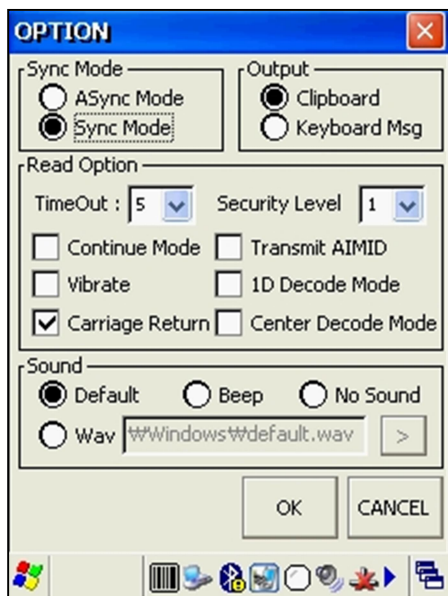 OPTION
Sync Mode
ASync Mode
Sync Mode
Output
Clipboard
Keyboard Msg
Read Option
TimeOut : 5 Security Level 1
Continue Mode Transmit AIMID
Vibrate 1D Decode Mode
Carriage Return Center Decode Mode
Sound
Default Beep No Sound
Wav ₩Windows₩default.wav >
OK CANCEL